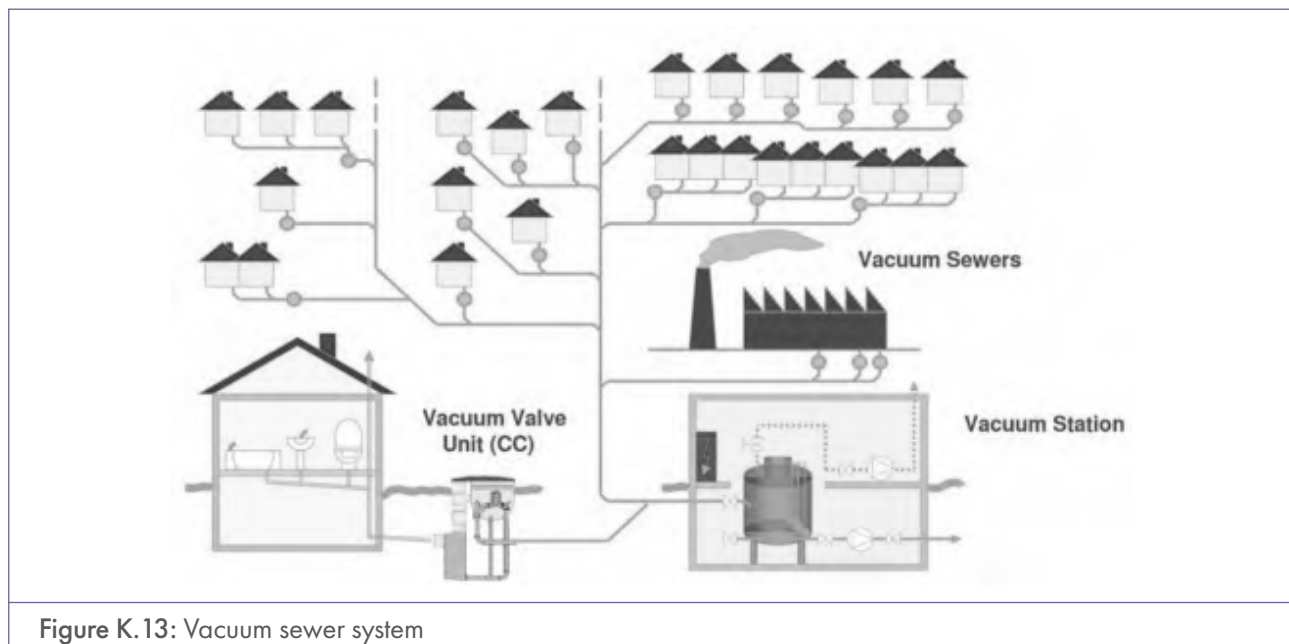 Vacuum Sewers
Vacuum Valve
Unit (CC)
Vacuum Station
Figure K.13: Vacuum sewer system